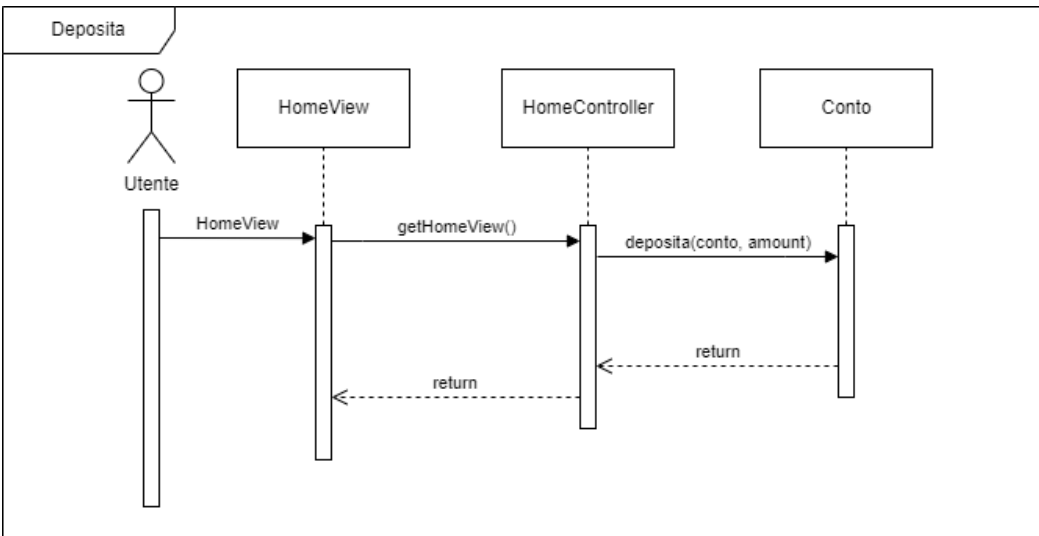 Deposita
HomeView
HomeController
Conto
Utente
HomeView
getHomeView()
deposita(conto, amount)
return
return